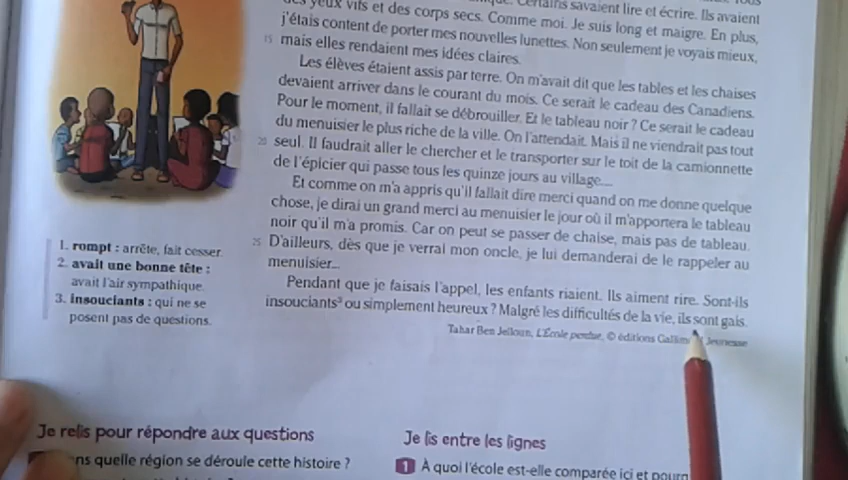 Certains savaient lire et écrire. Ils avaient
des yeux vifs et des corps secs. Comme moi. Je suis long et maigre. En plus,
j'étais content de porter mes nouvelles lunettes. Non seulement je voyais mieux,
15 mais elles rendaient mes idées claires.
Les élèves étaient assis par terre. On m'avait dit que les tables et les chaises
devaient arriver dans le courant du mois. Ce serait le cadeau des Canadiens.
Pour le moment, il fallait se débrouiller. Et le tableau noir ? Ce serait le cadeau
du menuisier le plus riche de la ville. On l'attendait. Mais il ne viendrait pas tout
20 seul. Il faudrait aller le chercher et le transporter sur le toit de la camionnette
de l'épicier qui passe tous les quinze jours au village...
Et comme on m'a appris qu'il fallait dire merci quand on me donne quelque
chose, je dirai un grand merci au menuisier le jour où il m'apportera le tableau
noir qu'il m'a promis. Car on peut se passer de chaise, mais pas de tableau.
25 D'ailleurs, dès que je verrai mon oncle, je lui demanderai de le rappeler au
menuisier...
Pendant que je faisais l'appel, les enfants riaient. Ils aiment rire. Sont-ils
insouciants³ ou simplement heureux ? Malgré les difficultés de la vie, ils sont gais.
Tahar Ben Jelloun, L'École perdue, © éditions Jeunesse
1. rompt : arrête, fait cesser.
2. avait une bonne tête :
avait l'air sympathique.
3. insouciants : qui ne se
posent pas de questions.
Je relis pour répondre aux questions
ns quelle région se déroule cette histoire ?
Je lis entre les lignes
1 À quoi l'école est-elle comparée ici et pourq